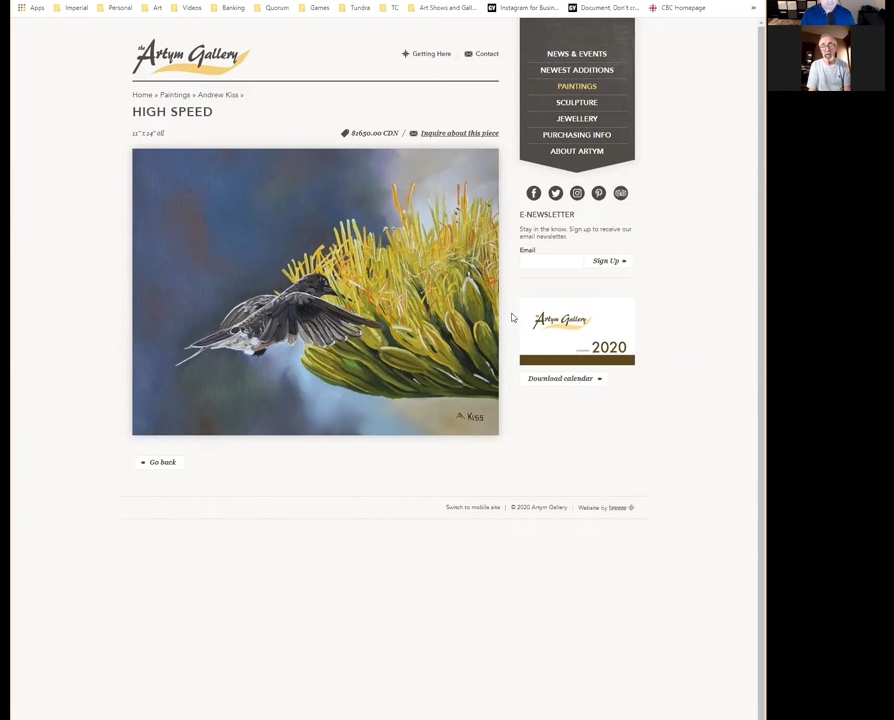 Apps Imperial Personal Art Videos Banking Quorum Games Tundra TC Art Shows and Gall... Instagram for Busin... Document, Don't cr... CBC Homepage »
the Artym Gallery
Getting Here
Contact
NEWS & EVENTS
NEWEST ADDITIONS
PAINTINGS
SCULPTURE
JEWELLERY
PURCHASING INFO
ABOUT ARTYM
Home » Paintings » Andrew Kiss »
HIGH SPEED
11" x 14" oil
$1650.00 CDN / Inquire about this piece
E-NEWSLETTER
Stay in the know. Sign up to receive our
email newsletter.
Email
Sign Up
Artym Gallery
2020
Download calendar
A Kiss
Go back
Switch to mobile site | © 2020 Artym Gallery | Website by breeze